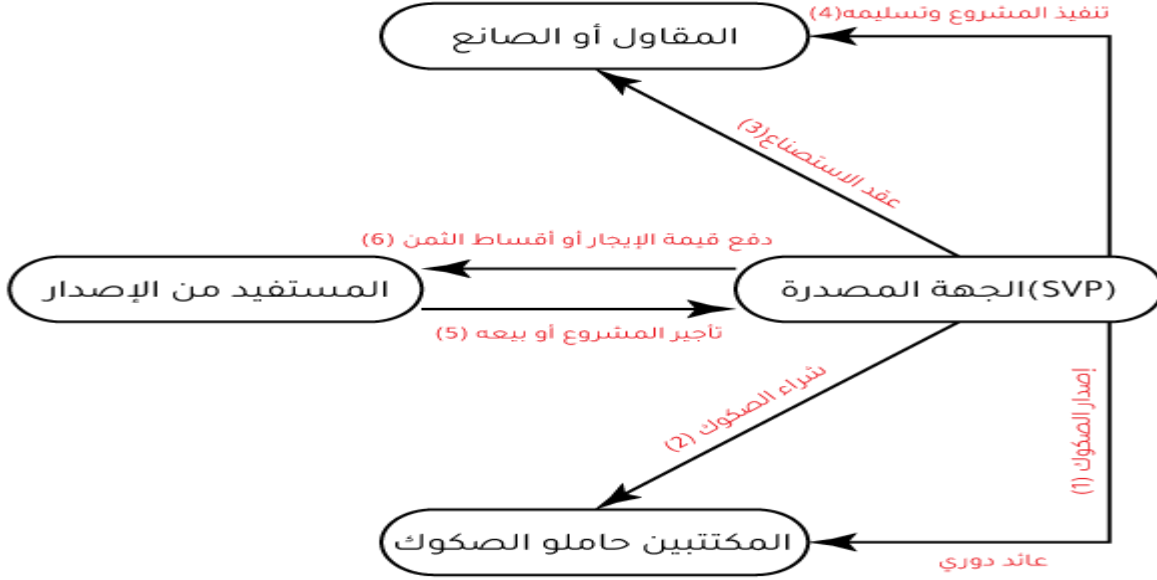 تنفيذ المشروع وتسليمه(4)
المقاول أو الصانع
عقد الاستصناع(3)
دفع قيمة الإيجار أو أقساط الثمن (6)
الجهة المصدرة(SVP)
المستفيد من الإصدار
تأجير المشروع أو بيعه (5)
إصدار الصكوك (1)
شراء الصكوك (2)
المكتتبين حاملو الصكوك
عائد دوري